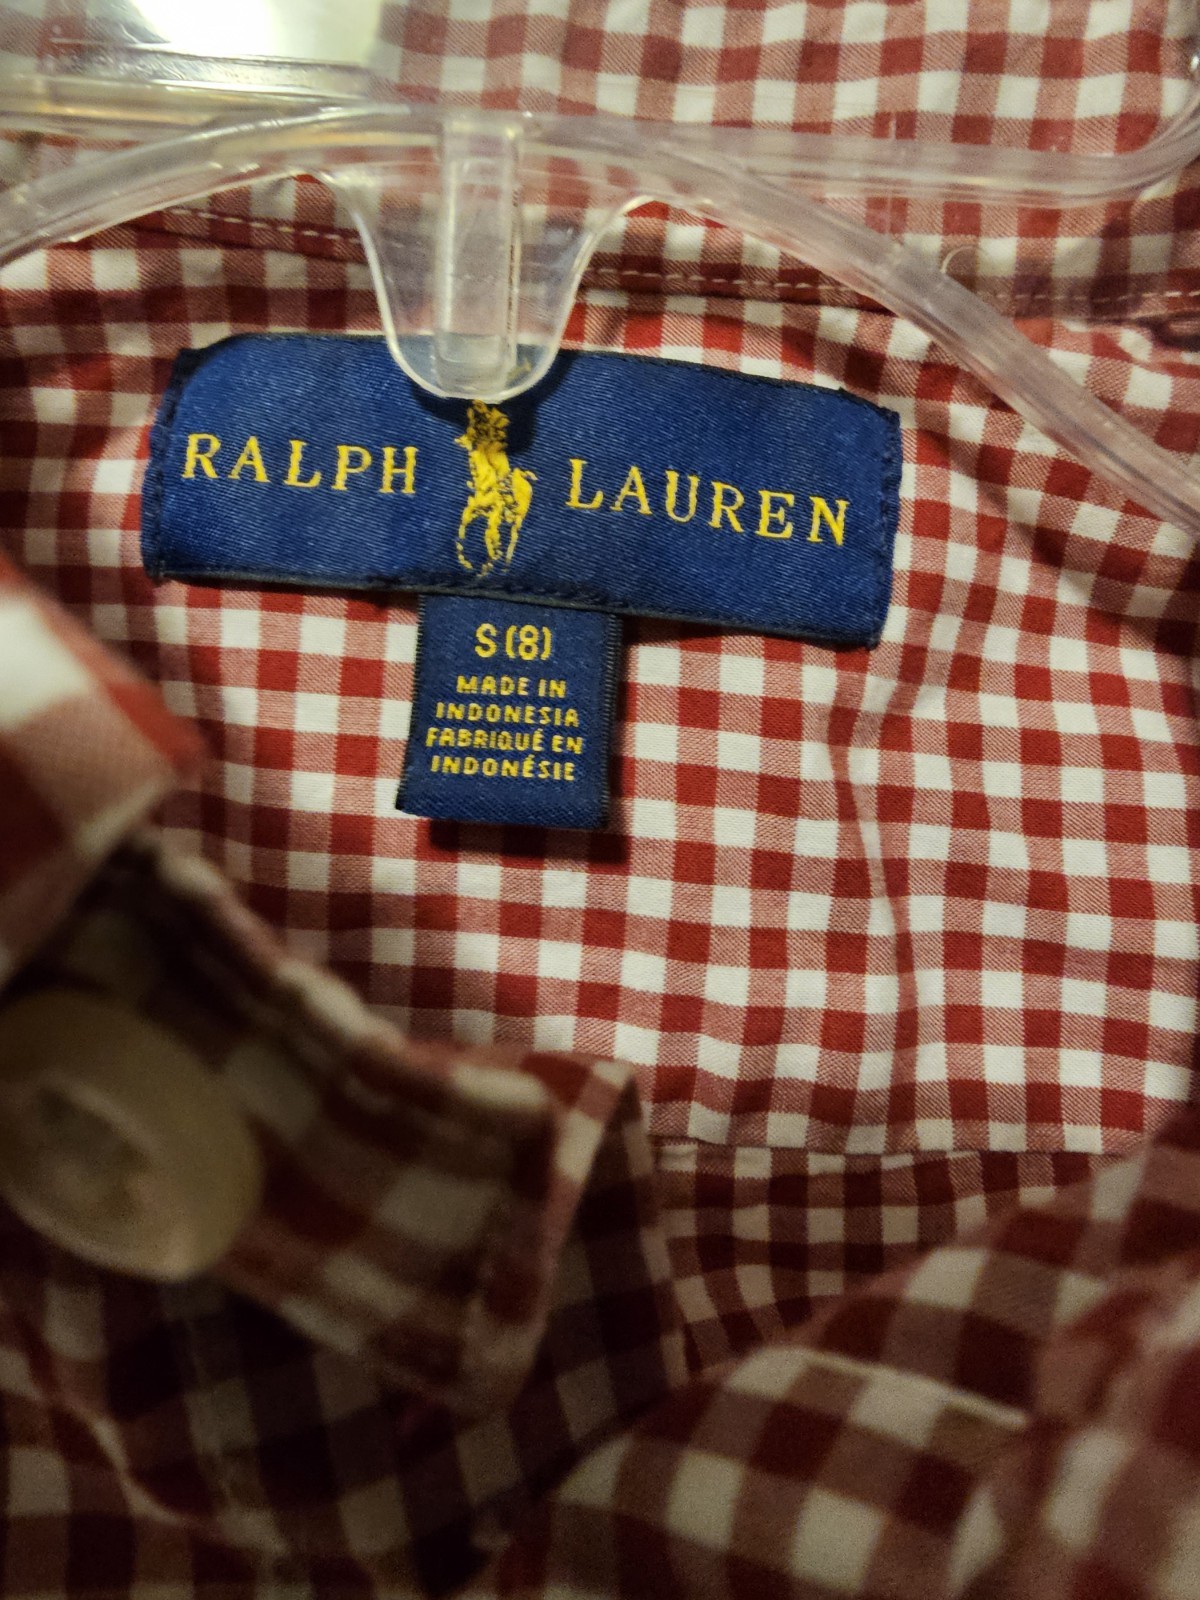 RALPH LAUREN
S (8)
MADE IN
INDONESIA
FABRIQUÉ EN
INDONÉSIE